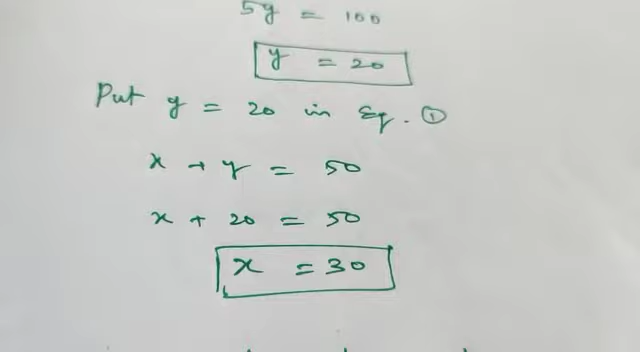 5y = 100
y = 20
Put y = 20 in Eq. ①
x + y = 50
x + 20 = 50
x = 30